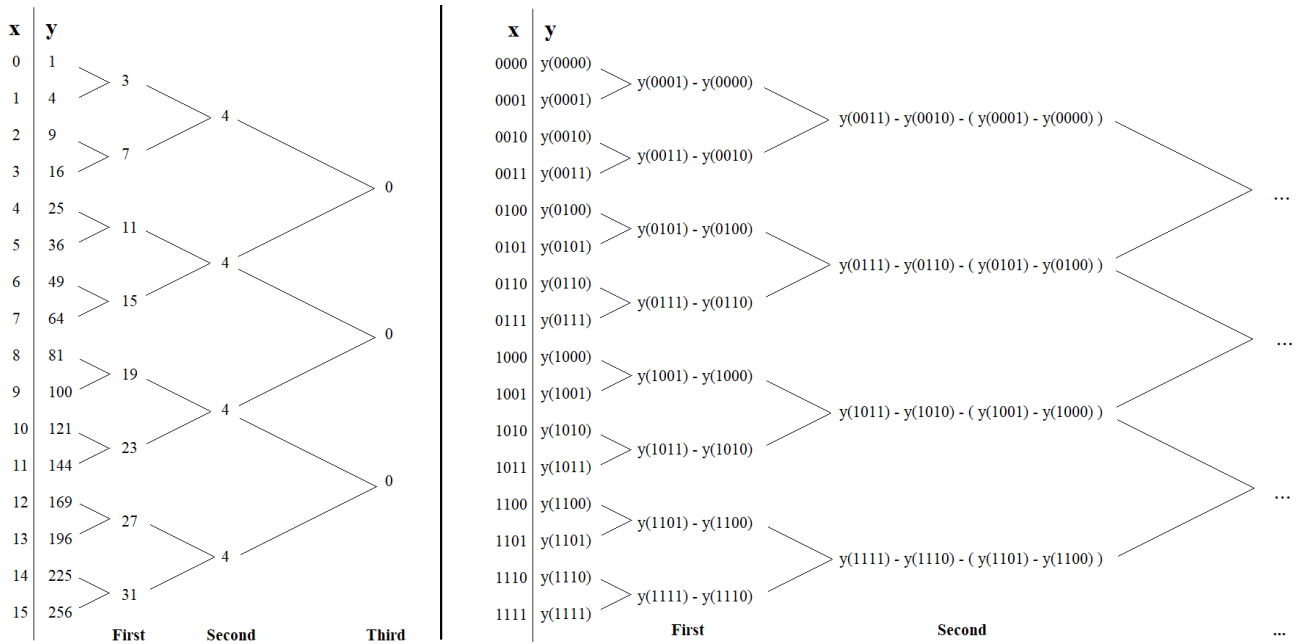 x y
0 1
3
1 4
4
2 9
7
3 16
0
4 25
11
5 36
4
6 49
15
7 64
0
8 81
19
9 100
4
10 121
23
11 144
0
12 169
27
13 196
4
14 225
31
15 256
First Second Third
x y
0000 y(0000)
y(0001) - y(0000)
0001 y(0001)
y(0011) - y(0010) - ( y(0001) - y(0000) )
0010 y(0010)
y(0011) - y(0010)
0011 y(0011)
...
0100 y(0100)
y(0101) - y(0100)
0101 y(0101)
y(0111) - y(0110) - ( y(0101) - y(0100) )
0110 y(0110)
y(0111) - y(0110)
0111 y(0111)
...
1000 y(1000)
y(1001) - y(1000)
1001 y(1001)
y(1011) - y(1010) - ( y(1001) - y(1000) )
1010 y(1010)
y(1011) - y(1010)
1011 y(1011)
...
1100 y(1100)
y(1101) - y(1100)
1101 y(1101)
y(1111) - y(1110) - ( y(1101) - y(1100) )
1110 y(1110)
y(1111) - y(1110)
1111 y(1111)
First Second ...